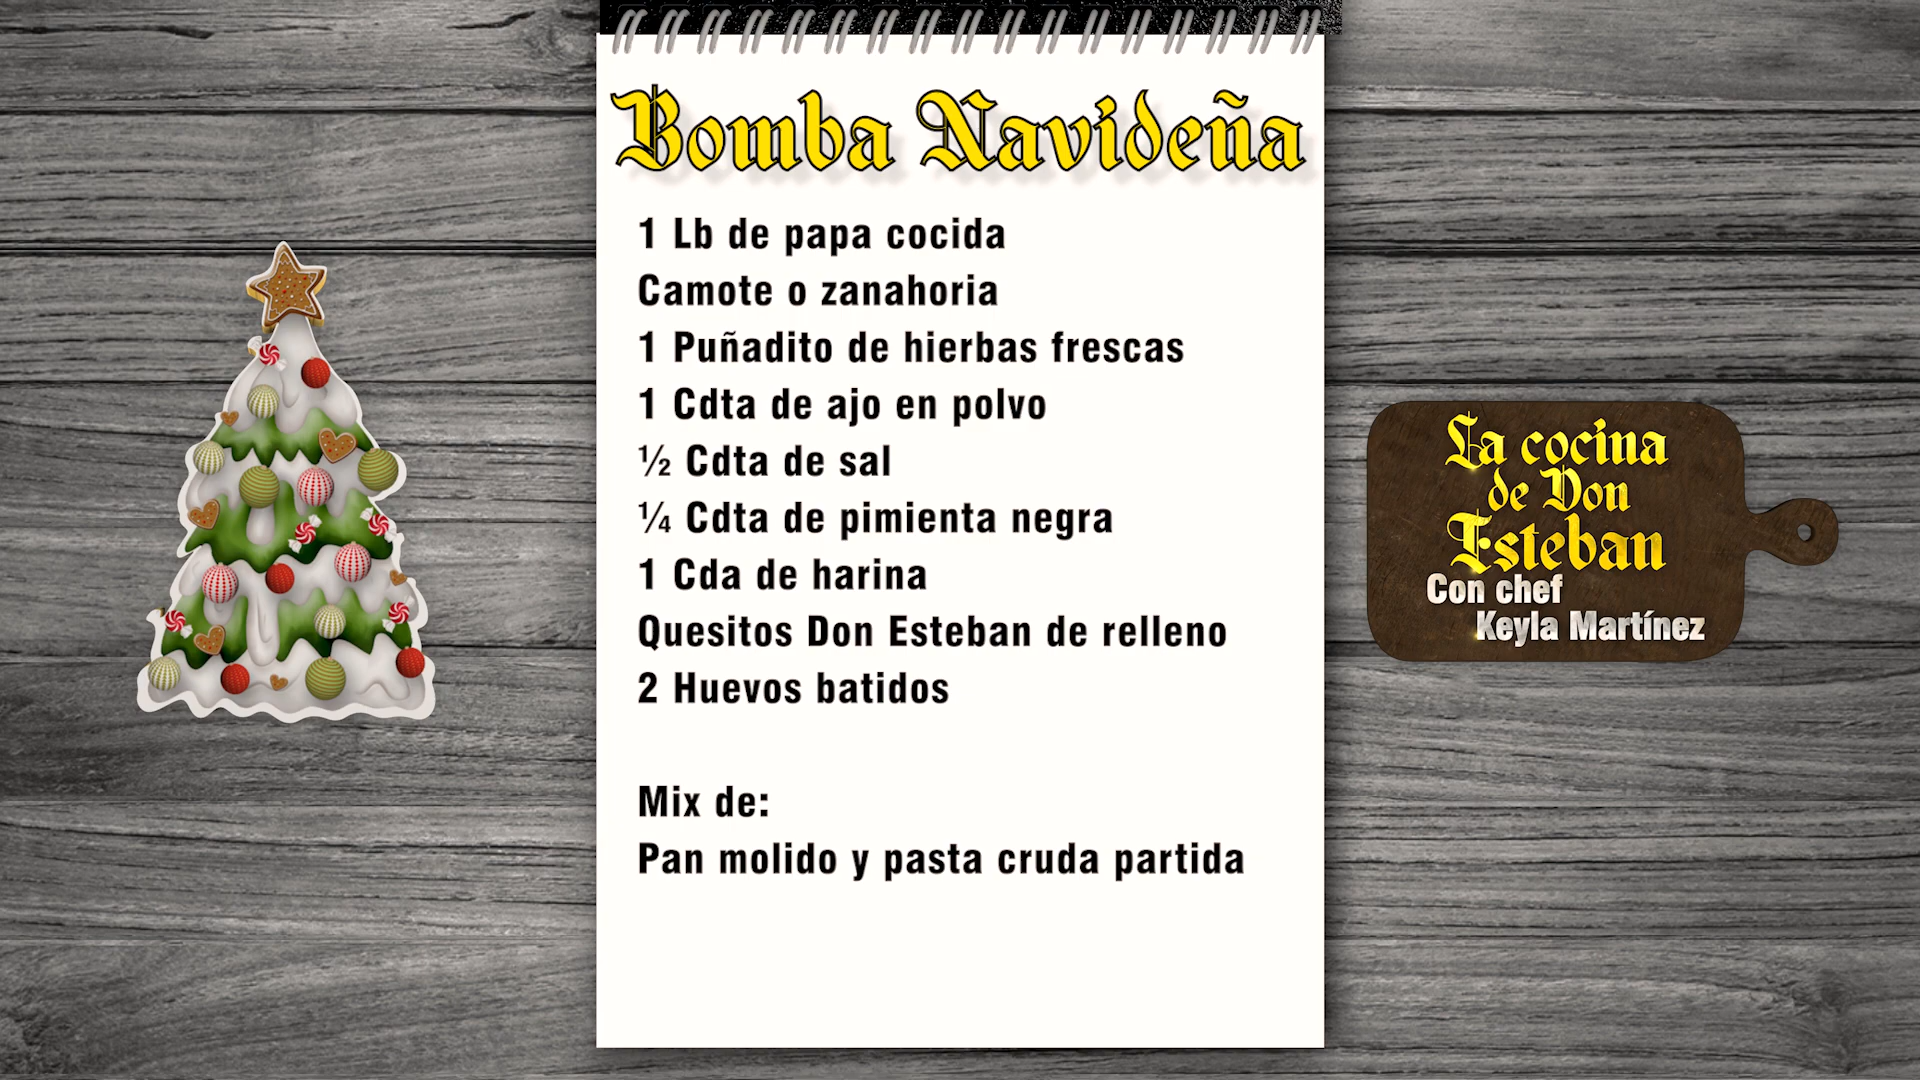 Bomba Navideña
1 Lb de papa cocida
Camote o zanahoria
1 Puñadito de hierbas frescas
1 Cdta de ajo en polvo
½ Cdta de sal
¼ Cdta de pimienta negra
1 Cda de harina
Quesitos Don Esteban de relleno
2 Huevos batidos
Mix de:
Pan molido y pasta cruda partida
La cocina
de Don
Esteban
Con chef
Keyla Martínez